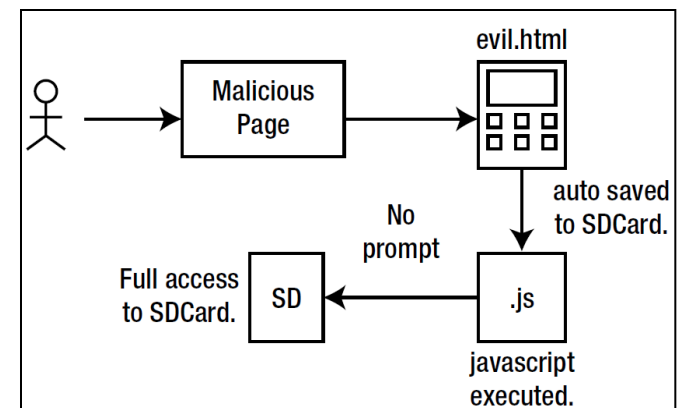 evil.html
Malicious
Page
auto saved
to SDCard.
No
prompt
Full access
to SDCard.
SD
.js
javascript
executed.